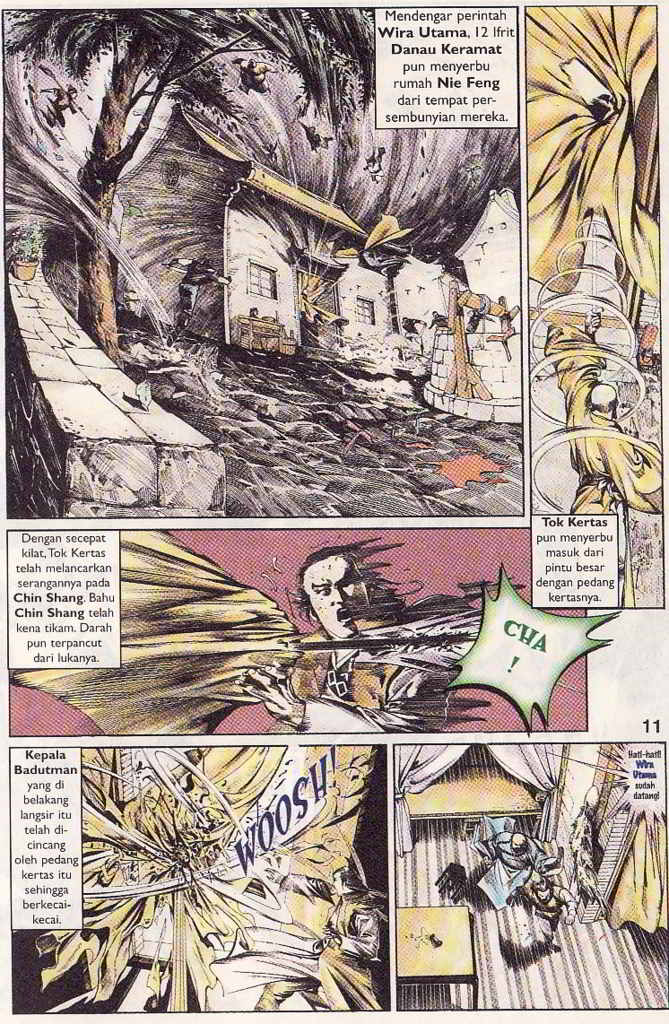 Mendengar perintah
Wira Utama, 12 Ifrit
Danau Keramat
pun menyerbu
rumah Nie Feng
dari tempat per-
sembunyian mereka.
Tok Kertas
pun menyerbu
masuk dari
pintu besar
dengan pedang
kertasnya.
Dengan secepat
kilat, Tok Kertas
telah melancarkan
serangannya pada
Chin Shang. Bahu
Chin Shang telah
kena tikam. Darah
pun terpancut
dari lukanya.
CHA
!
11
Kepala
Badutman
yang di
belakang
langsir itu
telah di-
cincang
oleh pedang
kertas itu
sehingga
berkecai-
kecai.
WOOSH!
Hati-hati!
Wira
Utama
sudah
datang!